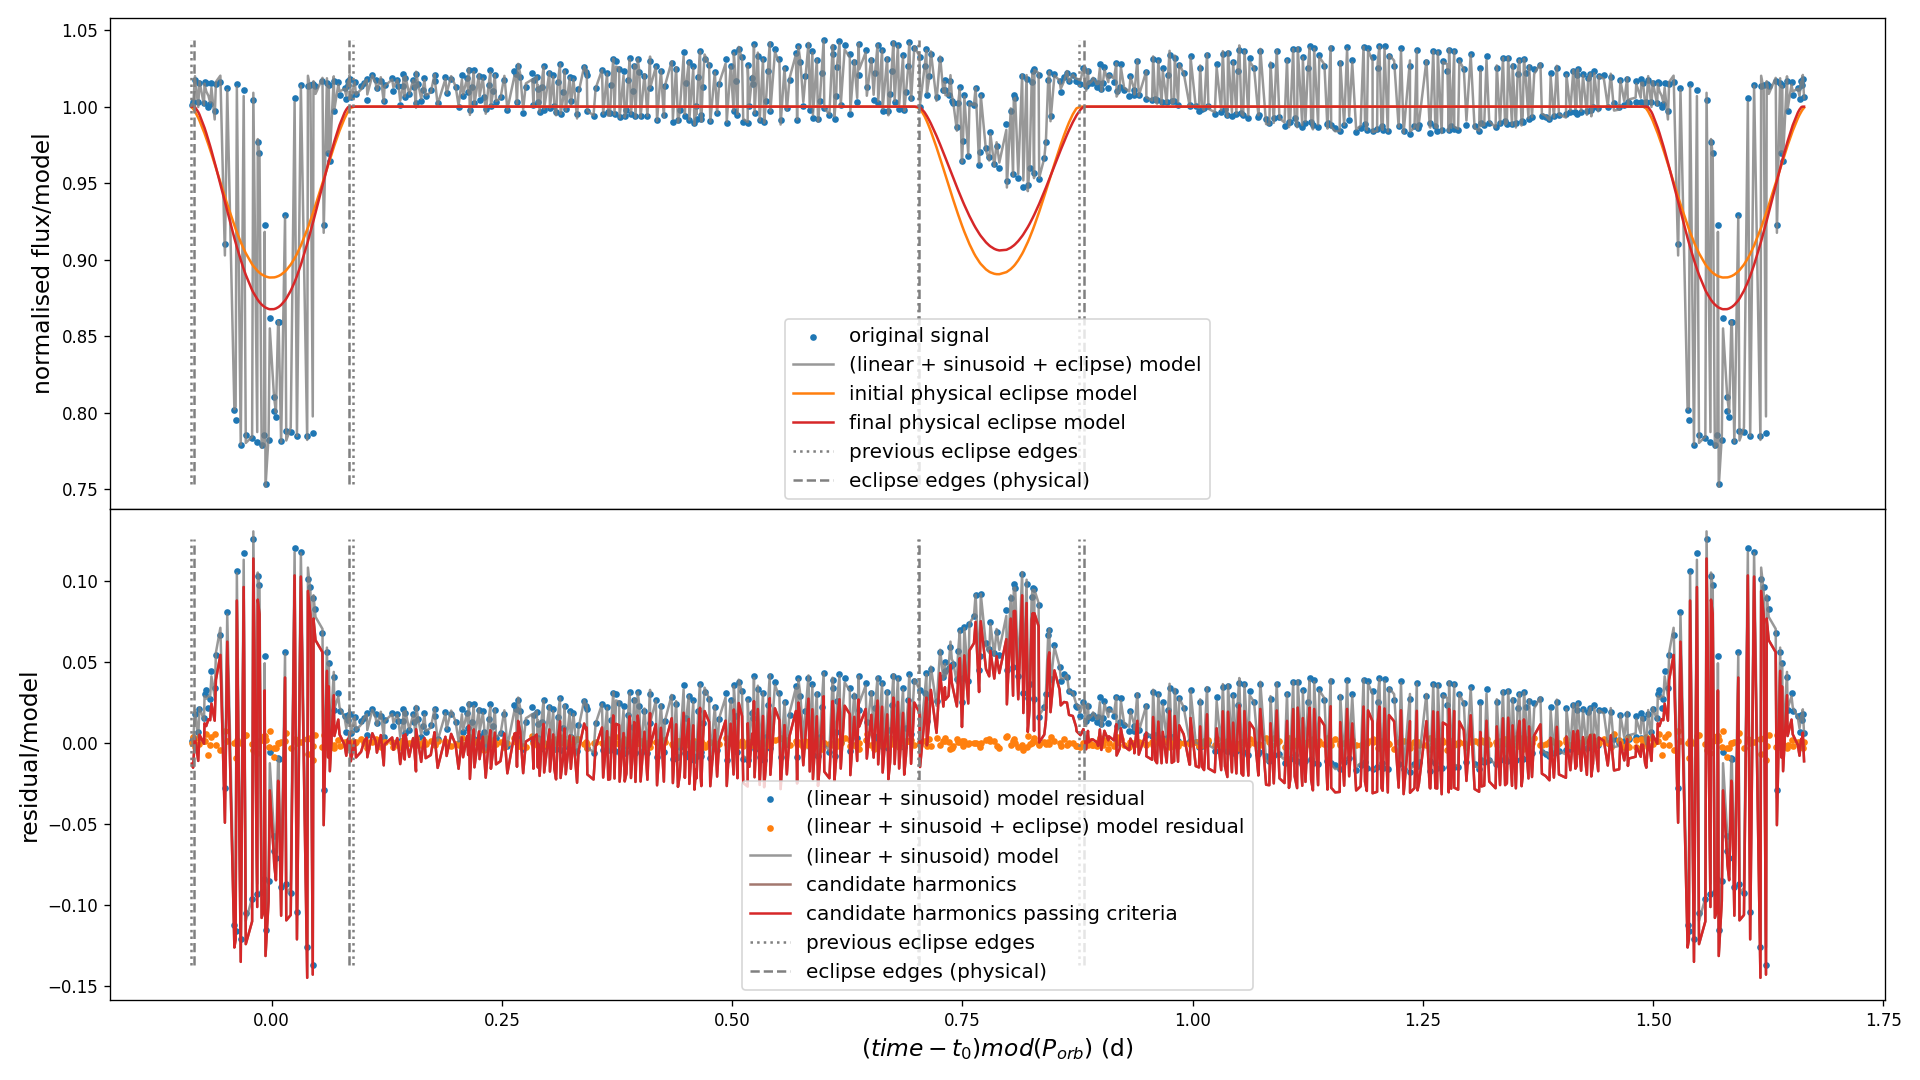 1.05
1.00
0.95
0.90
0.85
0.80
0.75
normalised flux/model
original signal
(linear + sinusoid + eclipse) model
initial physical eclipse model
final physical eclipse model
previous eclipse edges
eclipse edges (physical)
0.10
0.05
0.00
−0.05
−0.10
−0.15
residual/model
(linear + sinusoid) model residual
(linear + sinusoid + eclipse) model residual
(linear + sinusoid) model
candidate harmonics
candidate harmonics passing criteria
previous eclipse edges
eclipse edges (physical)
0.00 0.25 0.50 0.75 1.00 1.25 1.50 1.75
(time − t₀)mod(P_orb) (d)